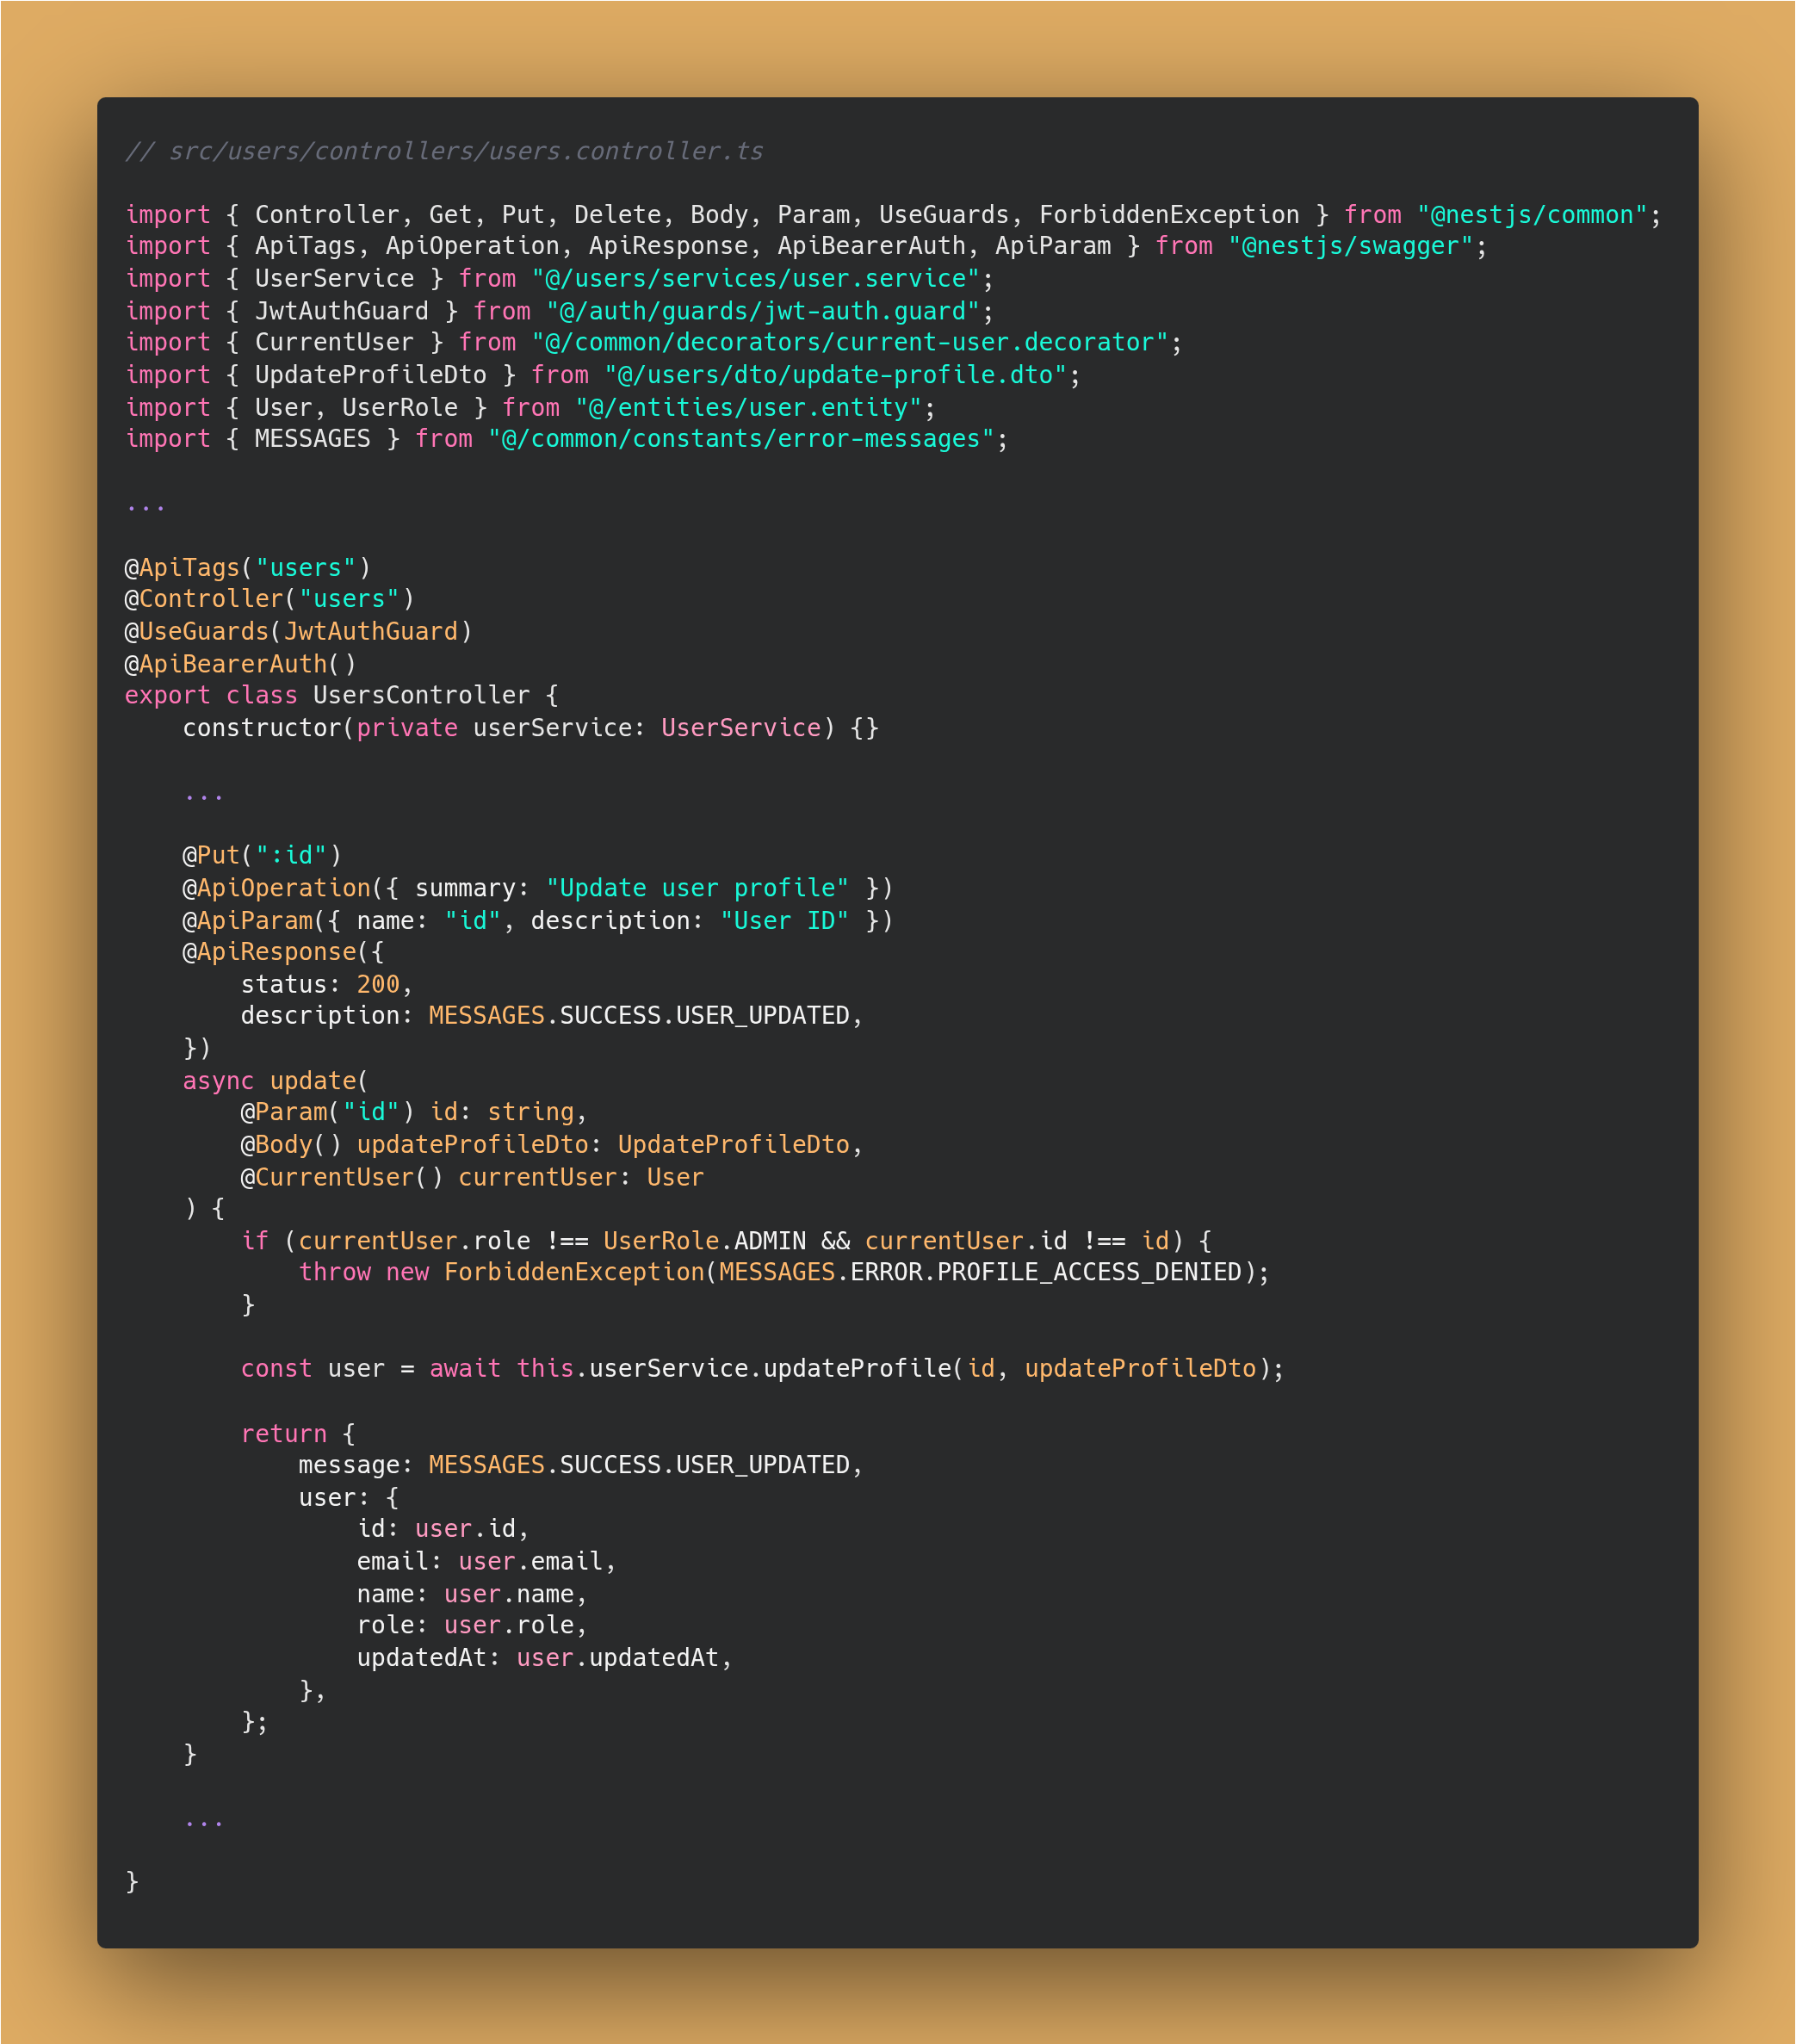 // src/users/controllers/users.controller.ts

import { Controller, Get, Put, Delete, Body, Param, UseGuards, ForbiddenException } from "@nestjs/common";
import { ApiTags, ApiOperation, ApiResponse, ApiBearerAuth, ApiParam } from "@nestjs/swagger";
import { UserService } from "@/users/services/user.service";
import { JwtAuthGuard } from "@/auth/guards/jwt-auth.guard";
import { CurrentUser } from "@/common/decorators/current-user.decorator";
import { UpdateProfileDto } from "@/users/dto/update-profile.dto";
import { User, UserRole } from "@/entities/user.entity";
import { MESSAGES } from "@/common/constants/error-messages";

...

@ApiTags("users")
@Controller("users")
@UseGuards(JwtAuthGuard)
@ApiBearerAuth()
export class UsersController {
    constructor(private userService: UserService) {}

    ...

    @Put(":id")
    @ApiOperation({ summary: "Update user profile" })
    @ApiParam({ name: "id", description: "User ID" })
    @ApiResponse({
        status: 200,
        description: MESSAGES.SUCCESS.USER_UPDATED,
    })
    async update(
        @Param("id") id: string,
        @Body() updateProfileDto: UpdateProfileDto,
        @CurrentUser() currentUser: User
    ) {
        if (currentUser.role !== UserRole.ADMIN && currentUser.id !== id) {
            throw new ForbiddenException(MESSAGES.ERROR.PROFILE_ACCESS_DENIED);
        }

        const user = await this.userService.updateProfile(id, updateProfileDto);

        return {
            message: MESSAGES.SUCCESS.USER_UPDATED,
            user: {
                id: user.id,
                email: user.email,
                name: user.name,
                role: user.role,
                updatedAt: user.updatedAt,
            },
        };
    }

    ...

}